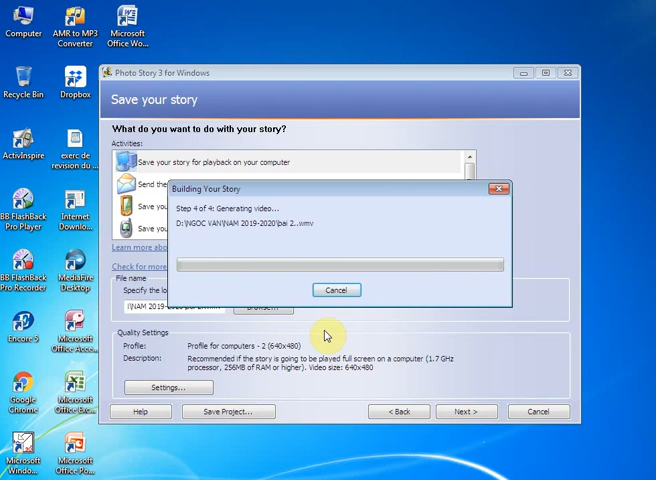 Computer
AMR to MP3
Converter
Microsoft
Office Wo...
Recycle Bin
Dropbox
ActivInspire
exerc de
revision du ...
BB FlashBack
Pro Player
Internet
Downlo...
BB FlashBack
Pro Recorder
MediaFire
Desktop
Encore 5
Microsoft
Office Acce...
Google
Chrome
Microsoft
Office Exc...
Microsoft
Windo...
Microsoft
Office Po...
Photo Story 3 for Windows
Save your story
What do you want to do with your story?
Activities:
Save your story for playback on your computer
Send the
Save you
Save you
Learn more abo
Check for more
Building Your Story
Step 4 of 4: Generating video...
D:\NGOC VAN\NAM 2019-2020\bai 2..wmv
Cancel
File name
Specify the lo
Browse...
Quality Settings
Profile: Profile for computers - 2 (640x480)
Description: Recommended if the story is going to be played full screen on a computer (1.7 GHz
processor, 256MB of RAM or higher). Video size: 640x480
Settings...
Help
Save Project...
< Back
Next >
Cancel